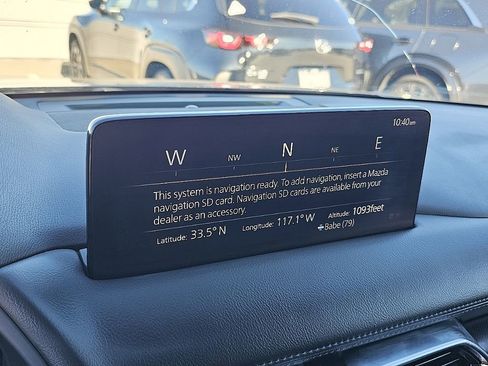 10:40am
W NW N NE E
This system is navigation ready. To add navigation, insert a Mazda
navigation SD card. Navigation SD cards are available from your
dealer as an accessory.
Latitude: 33.5° N Longitude: 117.1° W Altitude: 1093feet
Babe (79)